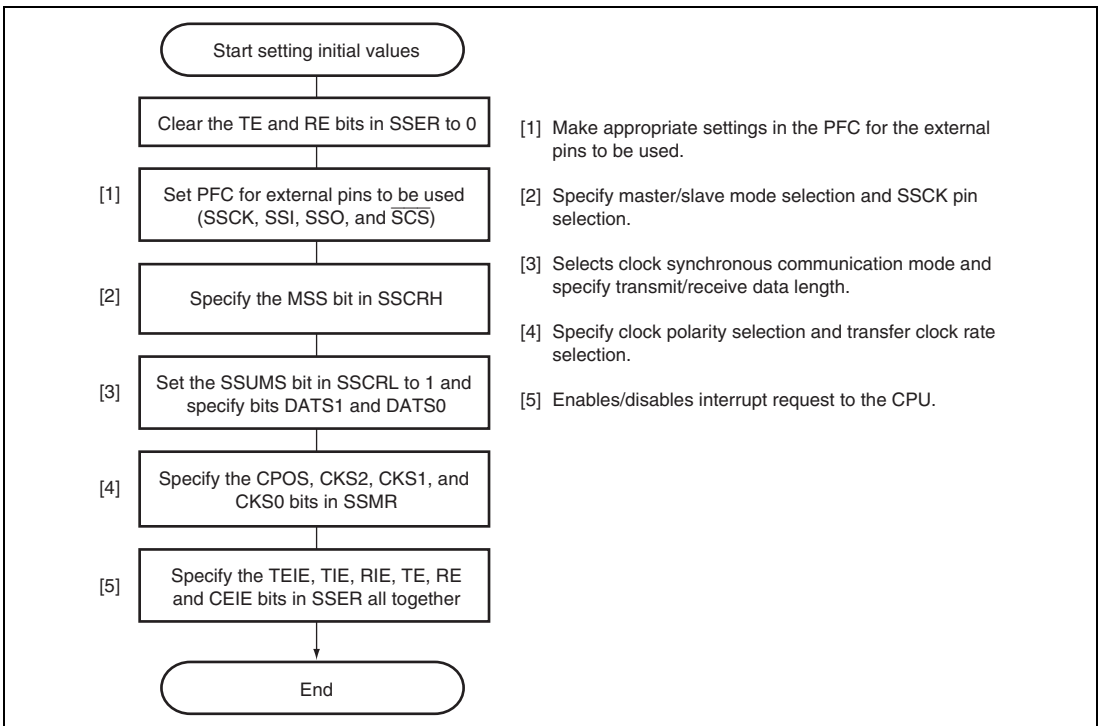 Start setting initial values
Clear the TE and RE bits in SSER to 0
[1]
Set PFC for external pins to be used
(SSCK, SSI, SSO, and S̅C̅S̅)
[2]
Specify the MSS bit in SSCRH
[3]
Set the SSUMS bit in SSCRL to 1 and
specify bits DATS1 and DATS0
[4]
Specify the CPOS, CKS2, CKS1, and
CKS0 bits in SSMR
[5]
Specify the TEIE, TIE, RIE, TE, RE
and CEIE bits in SSER all together
End
[1] Make appropriate settings in the PFC for the external
pins to be used.
[2] Specify master/slave mode selection and SSCK pin
selection.
[3] Selects clock synchronous communication mode and
specify transmit/receive data length.
[4] Specify clock polarity selection and transfer clock rate
selection.
[5] Enables/disables interrupt request to the CPU.